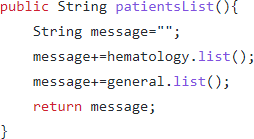 public String patientsList(){
    String message="";
    message+=hematology.list();
    message+=general.list();
    return message;
}